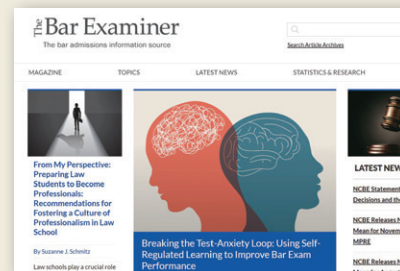 The Bar Examiner
The bar admissions information source
Search Article Archives
MAGAZINE
TOPICS
LATEST NEWS
STATISTICS & RESEARCH
From My Perspective:
Preparing Law
Students to Become
Professionals:
Recommendations for
Fostering a Culture of
Professionalism in Law
School
By Suzanne J. Schmitz
Law schools play a crucial role
Breaking the Test-Anxiety Loop: Using Self-
Regulated Learning to Improve Bar Exam
Performance
LATEST NEW
NCBE Statement
Decisions and th
NCBE Releases N
Mean for Novem
MPRE
NCBE Releases N